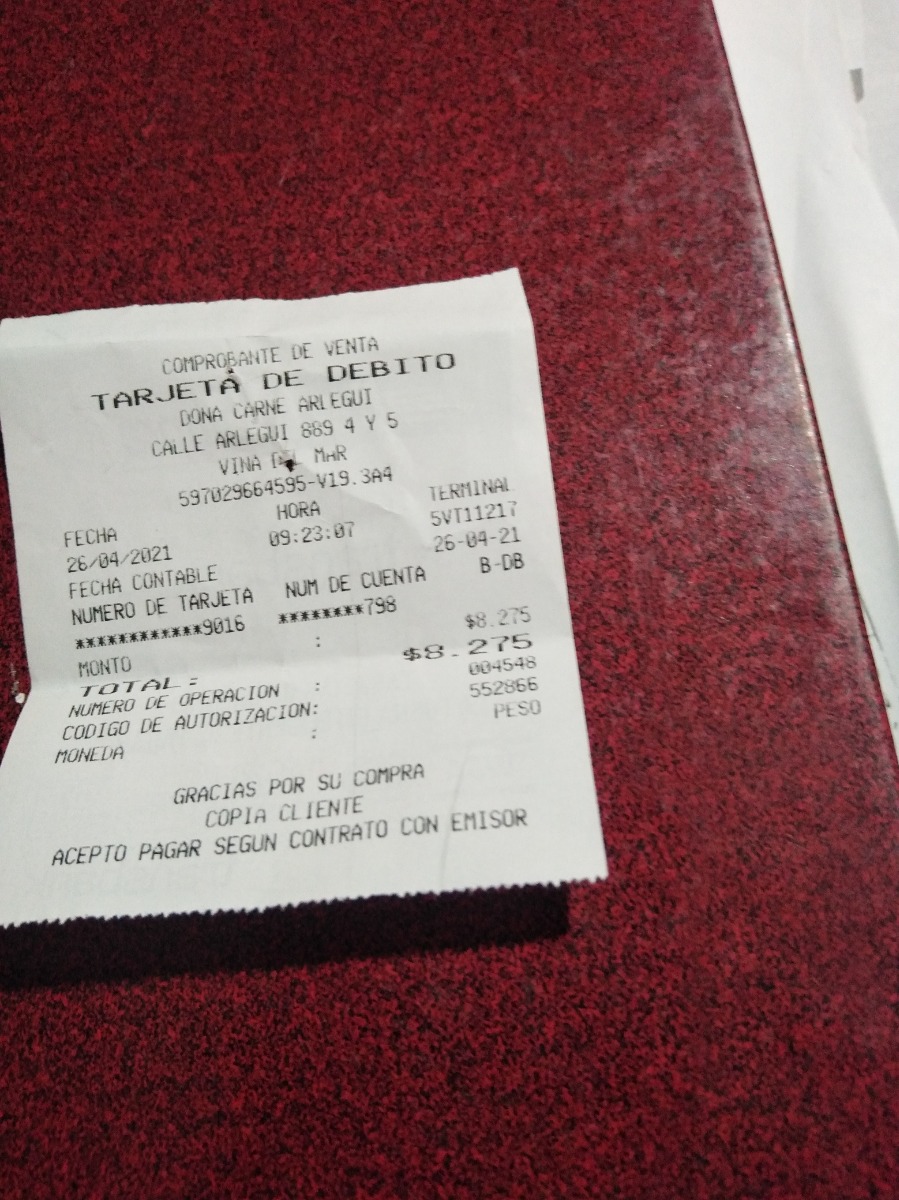 COMPROBANTE DE VENTA
TARJETA DE DEBITO
DONA CARNE ARLEGUI
CALLE ARLEGUI 889 4 Y 5
VINA DEL MAR
597029664595-V19.3A4
FECHA HORA TERMINAL
26/04/2021 09:23:07 5VT11217
FECHA CONTABLE 26-04-21
NUMERO DE TARJETA NUM DE CUENTA B-DB
************9016 ********798
MONTO : $8.275
TOTAL: $8.275
NUMERO DE OPERACION : 004548
CODIGO DE AUTORIZACION: 552866
MONEDA : PESO
GRACIAS POR SU COMPRA
COPIA CLIENTE
ACEPTO PAGAR SEGUN CONTRATO CON EMISOR